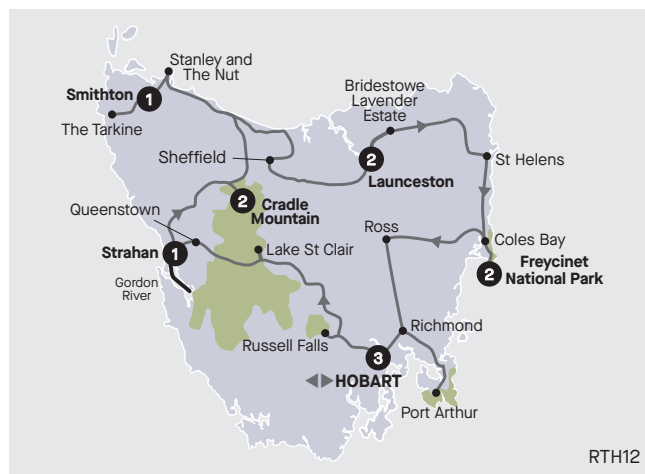 Stanley and
The Nut
Smithton
1
The Tarkine
Bridestowe
Lavender
Estate
Sheffield
2
Launceston
St Helens
2
Cradle
Mountain
Queenstown
Ross
Strahan
1
Lake St Clair
Coles Bay
2
Freycinet
National Park
Gordon
River
Russell Falls
Richmond
3
HOBART
Port Arthur
RTH12